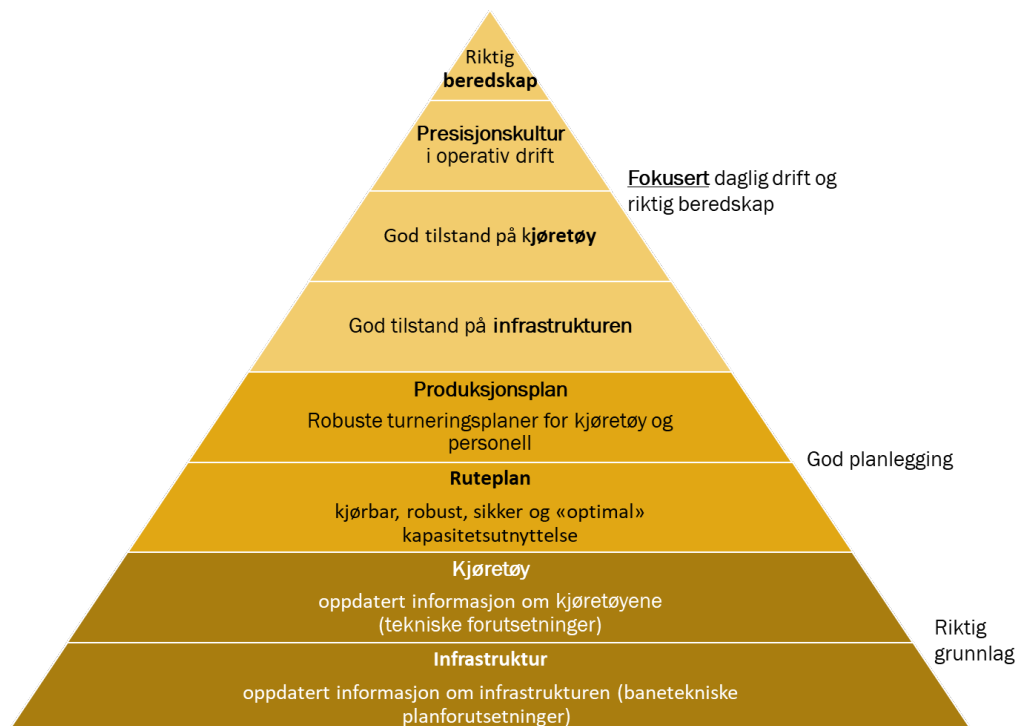 Riktig
beredskap
Presisjonskultur
i operativ drift
Fokusert daglig drift og
riktig beredskap
God tilstand på kjøretøy
God tilstand på infrastrukturen
Produksjonsplan
Robuste turneringsplaner for kjøretøy og
personell
God planlegging
Ruteplan
kjørbar, robust, sikker og «optimal»
kapasitetsutnyttelse
Kjøretøy
oppdatert informasjon om kjøretøyene
(tekniske forutsetninger)
Riktig
grunnlag
Infrastruktur
oppdatert informasjon om infrastrukturen (banetekniske
planforutsetninger)